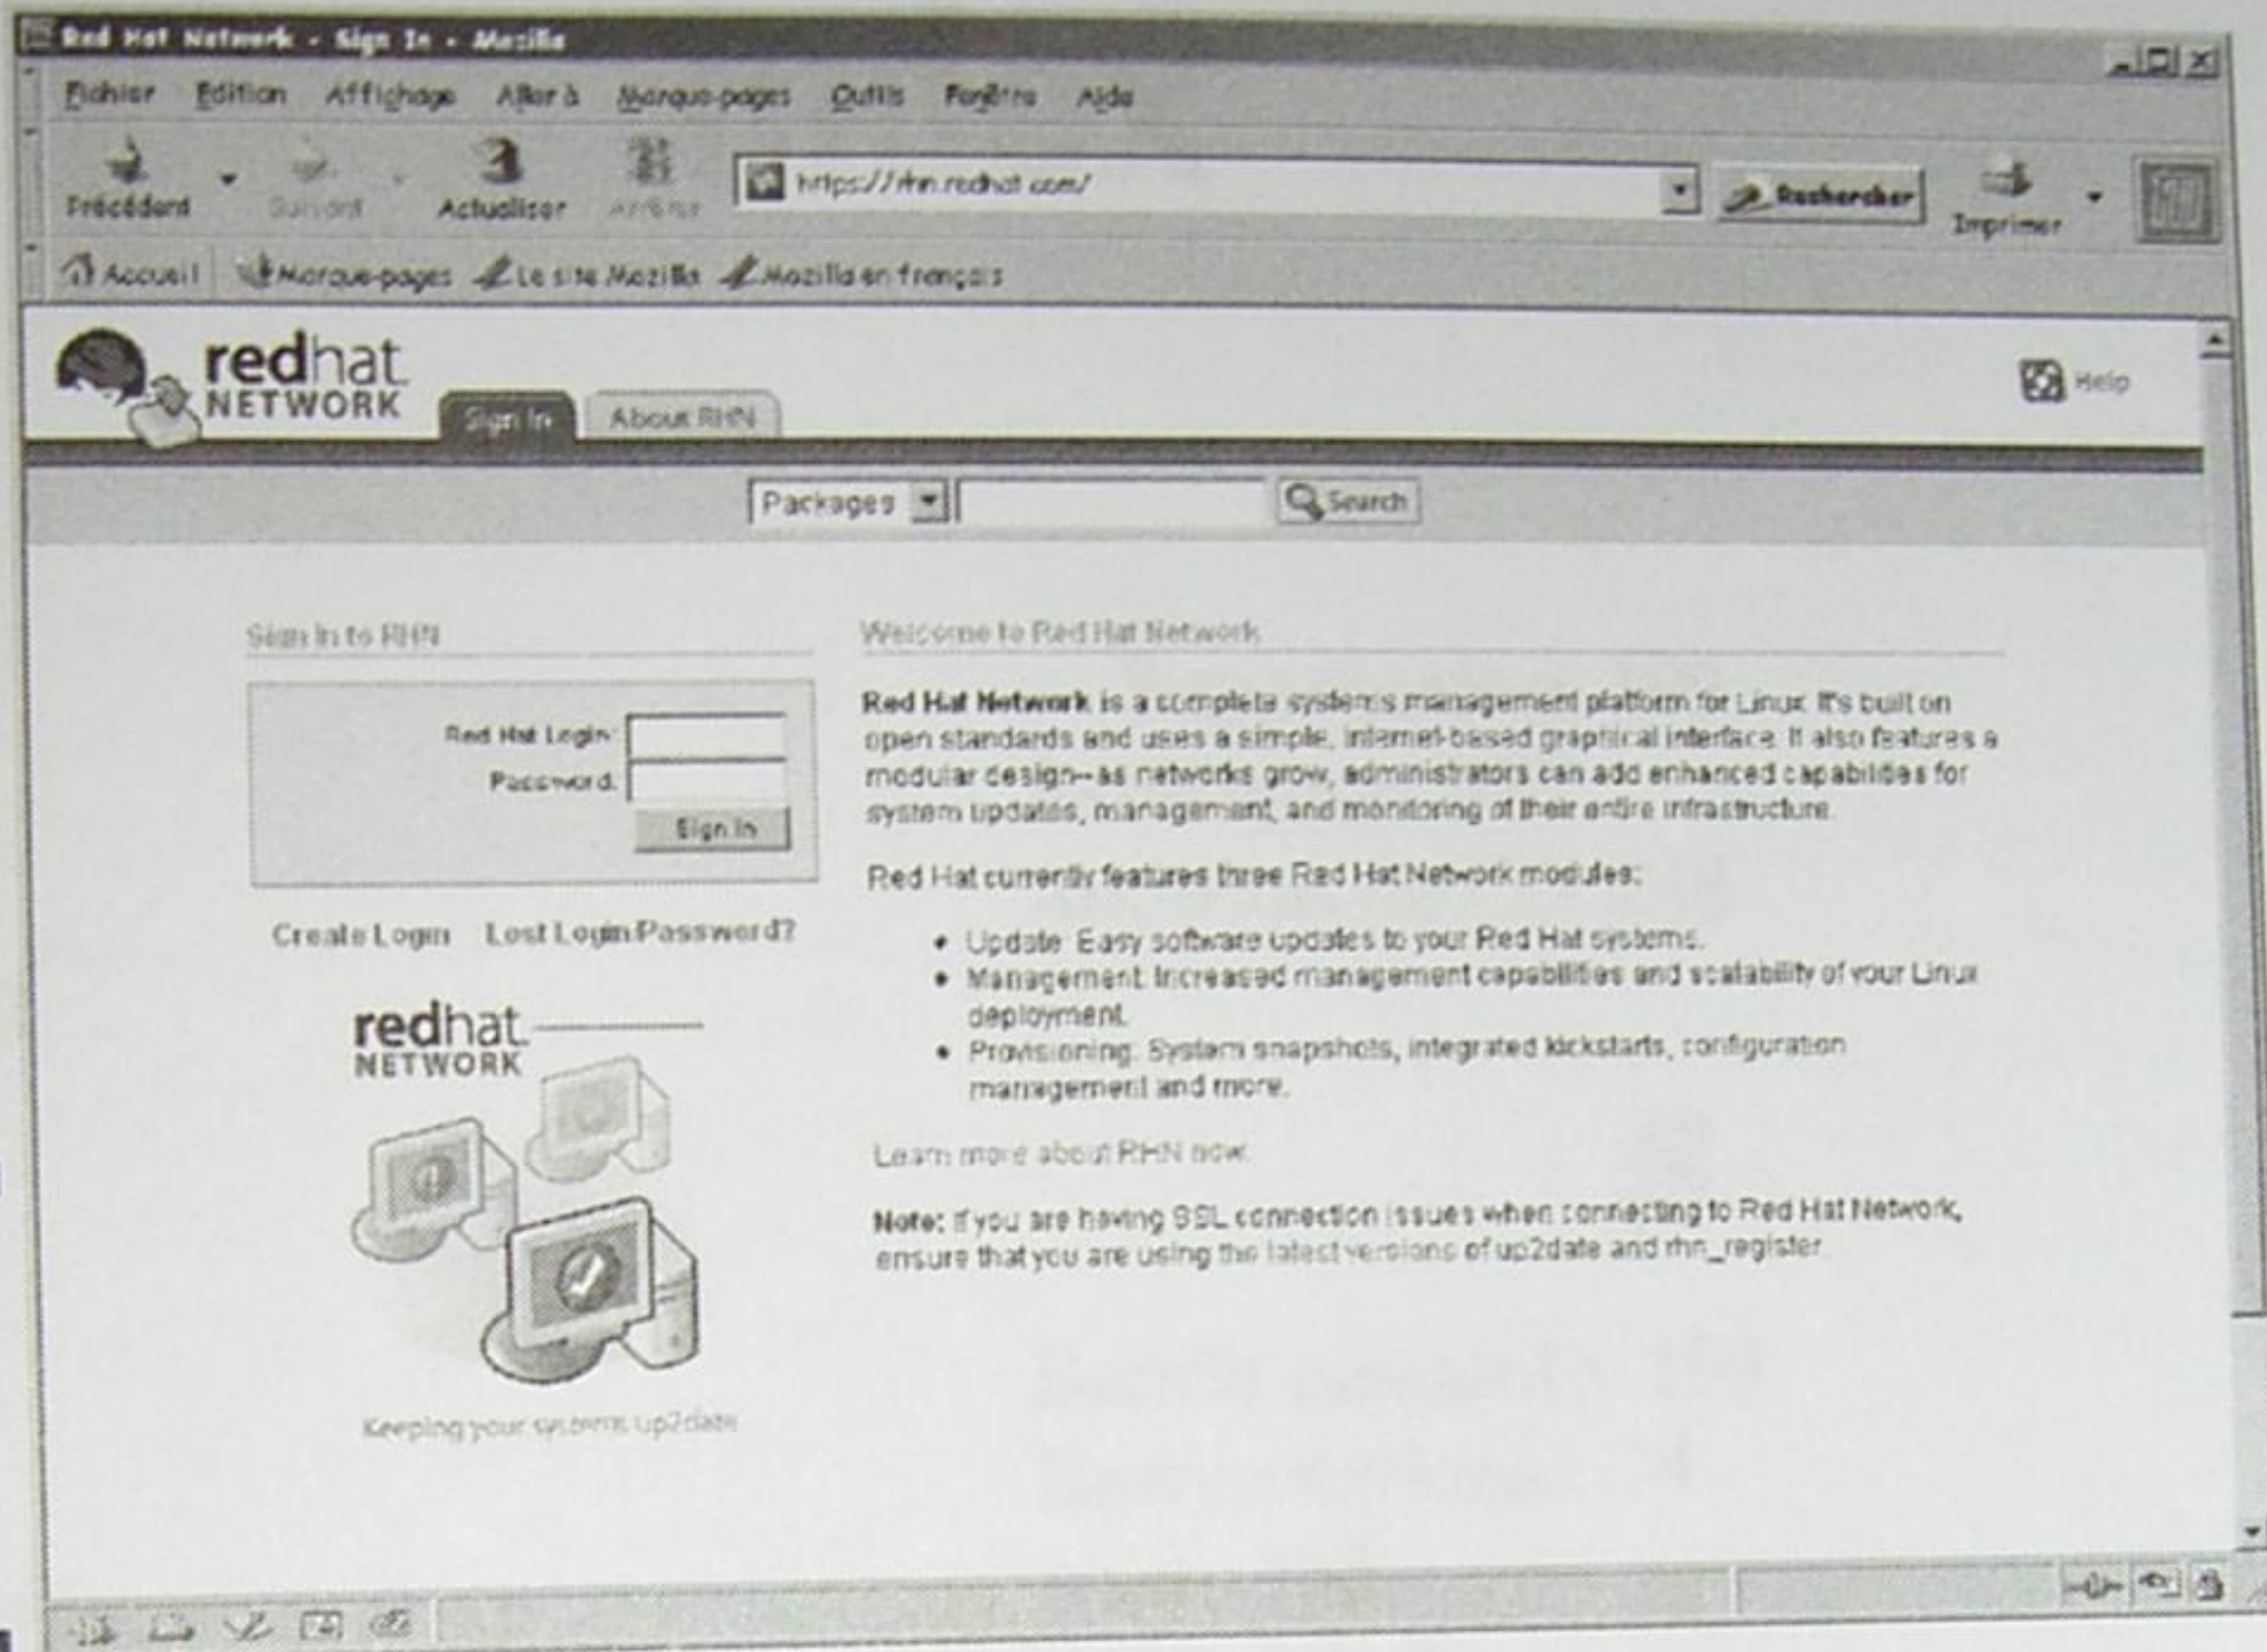 Red Hat Network - Sign In - Mozilla
Fichier Edition Affichage Aller à Marque-pages Outils Fenêtre Aide
Précédent Suivant Actualiser Arrêter https://rhn.redhat.com/ Rechercher Imprimer
Accueil Marque-pages Le site Mozilla Mozilla en français
redhat
NETWORK
Sign In About RHN
Help
Packages Search
Sign In to RHN
Red Hat Login:
Password:
Sign In
Create Login Lost Login/Password?
redhat
NETWORK
Keeping your systems up2date
Welcome to Red Hat Network
Red Hat Network is a complete systems management platform for Linux. It's built on
open standards and uses a simple, internet-based graphical interface. It also features a
modular design--as networks grow, administrators can add enhanced capabilities for
system updates, management, and monitoring of their entire infrastructure.
Red Hat currently features three Red Hat Network modules:
• Update: Easy software updates to your Red Hat systems.
• Management: Increased management capabilities and scalability of your Linux
deployment.
• Provisioning: System snapshots, integrated kickstarts, configuration
management and more.
Learn more about RHN now.
Note: If you are having SSL connection issues when connecting to Red Hat Network,
ensure that you are using the latest versions of up2date and rhn_register.